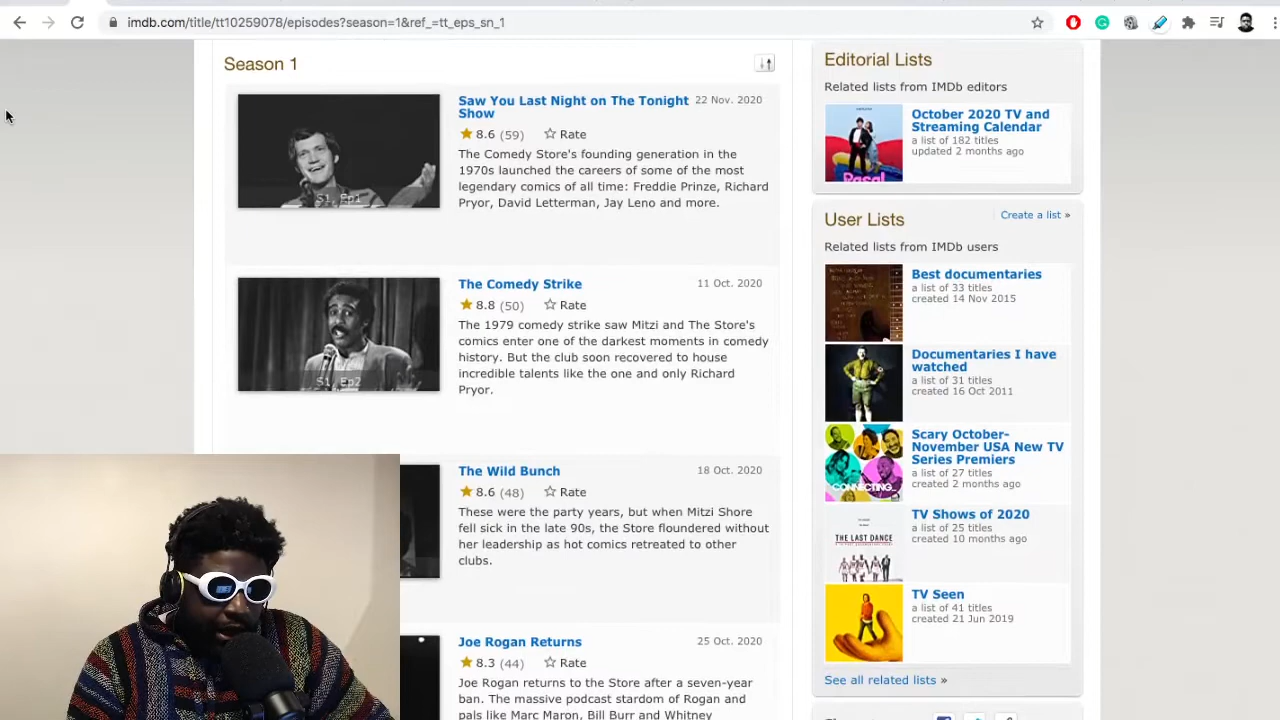 imdb.com/title/tt10259078/episodes?season=1&ref_=tt_eps_sn_1
Season 1
S1, Ep1
Saw You Last Night on The Tonight
Show
22 Nov. 2020
8.6 (59) Rate
The Comedy Store's founding generation in the
1970s launched the careers of some of the most
legendary comics of all time: Freddie Prinze, Richard
Pryor, David Letterman, Jay Leno and more.
S1, Ep2
The Comedy Strike
11 Oct. 2020
8.8 (50) Rate
The 1979 comedy strike saw Mitzi and The Store's
comics enter one of the darkest moments in comedy
history. But the club soon recovered to house
incredible talents like the one and only Richard
Pryor.
The Wild Bunch
18 Oct. 2020
8.6 (48) Rate
These were the party years, but when Mitzi Shore
fell sick in the late 90s, the Store floundered without
her leadership as hot comics retreated to other
clubs.
Joe Rogan Returns
25 Oct. 2020
8.3 (44) Rate
Joe Rogan returns to the Store after a seven-year
ban. The massive podcast stardom of Rogan and
pals like Marc Maron, Bill Burr and Whitney
Editorial Lists
Related lists from IMDb editors
October 2020 TV and
Streaming Calendar
a list of 182 titles
updated 2 months ago
User Lists
Create a list »
Related lists from IMDb users
Best documentaries
a list of 33 titles
created 14 Nov 2015
Documentaries I have
watched
a list of 31 titles
created 16 Oct 2011
CONNECTING...
Scary October-
November USA New TV
Series Premiers
a list of 27 titles
created 2 months ago
THE LAST DANCE
TV Shows of 2020
a list of 25 titles
created 10 months ago
TV Seen
a list of 41 titles
created 21 Jun 2019
See all related lists »